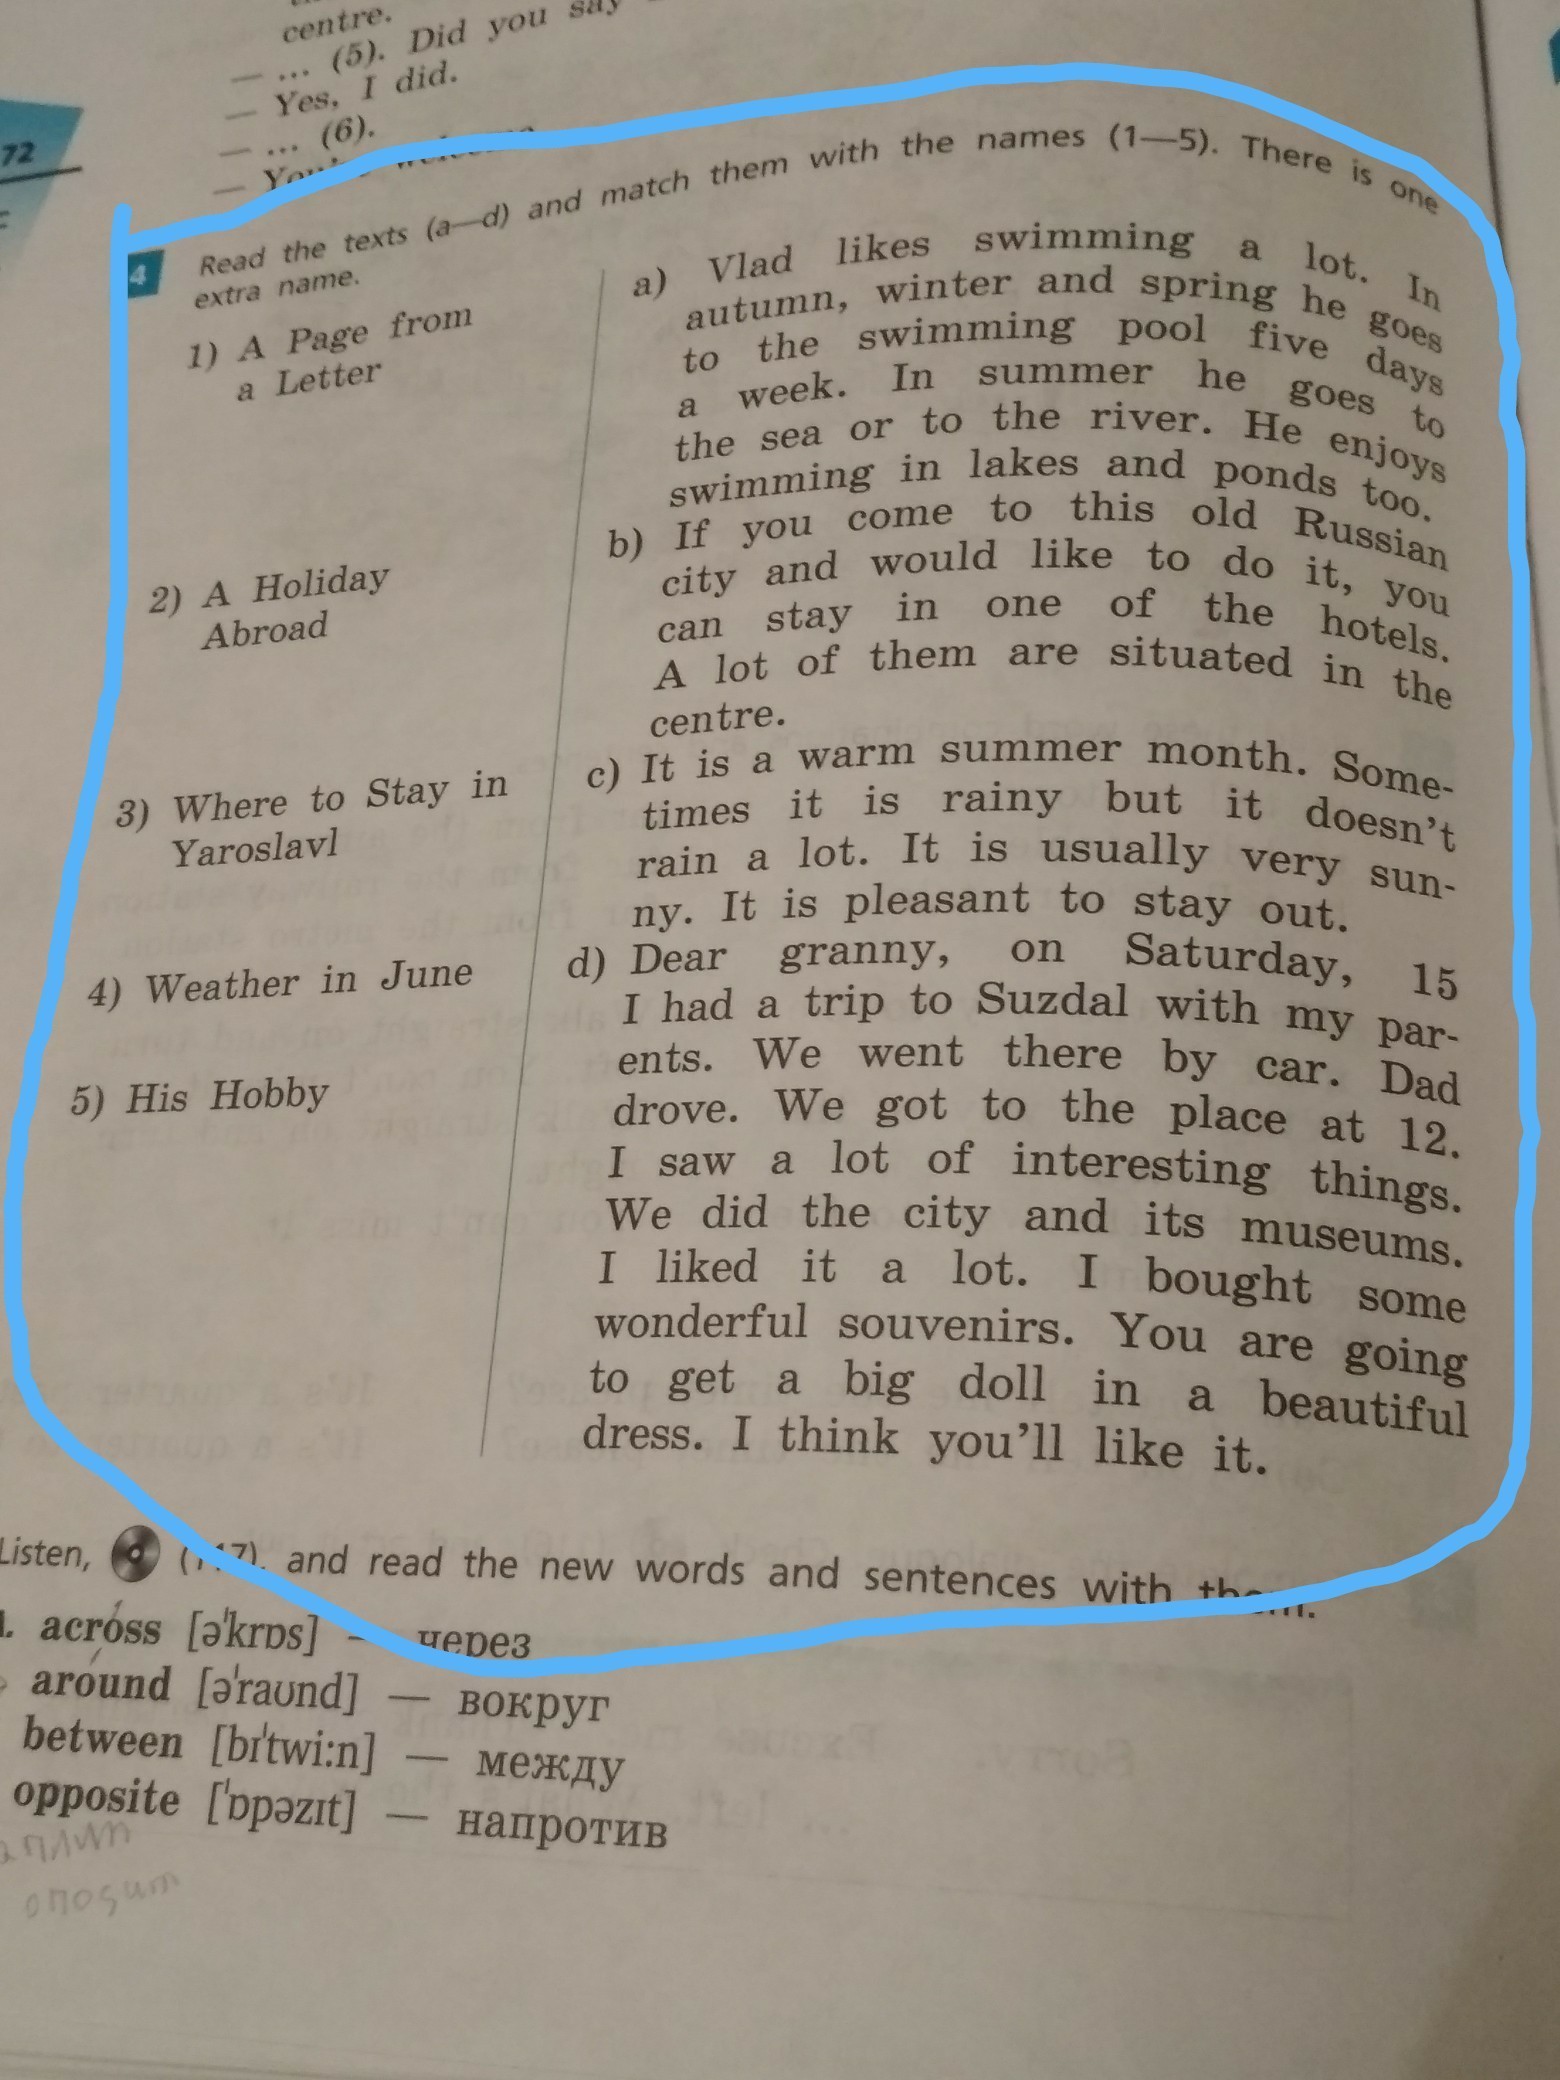 centre.
— ... (5). Did you say
— Yes, I did.
— ... (6).
—
72
4 Read the texts (a—d) and match them with the names (1—5). There is one
extra name.
1) A Page from
a Letter
2) A Holiday
Abroad
3) Where to Stay in
Yaroslavl
4) Weather in June
5) His Hobby
a) Vlad likes swimming a lot. In
autumn, winter and spring he goes
to the swimming pool five days
a week. In summer he goes to
the sea or to the river. He enjoys
swimming in lakes and ponds too.
b) If you come to this old Russian
city and would like to do it, you
can stay in one of the hotels.
A lot of them are situated in the
centre.
c) It is a warm summer month. Some-
times it is rainy but it doesn't
rain a lot. It is usually very sun-
ny. It is pleasant to stay out.
d) Dear granny, on Saturday, 15
I had a trip to Suzdal with my par-
ents. We went there by car. Dad
drove. We got to the place at 12.
I saw a lot of interesting things.
We did the city and its museums.
I liked it a lot. I bought some
wonderful souvenirs. You are going
to get a big doll in a beautiful
dress. I think you'll like it.
Listen, and read the new words and sentences with them.
across [ə'krɒs] — через
around [ə'raʊnd] — вокруг
between [bɪ'twi:n] — между
opposite ['ɒpəzɪt] — напротив